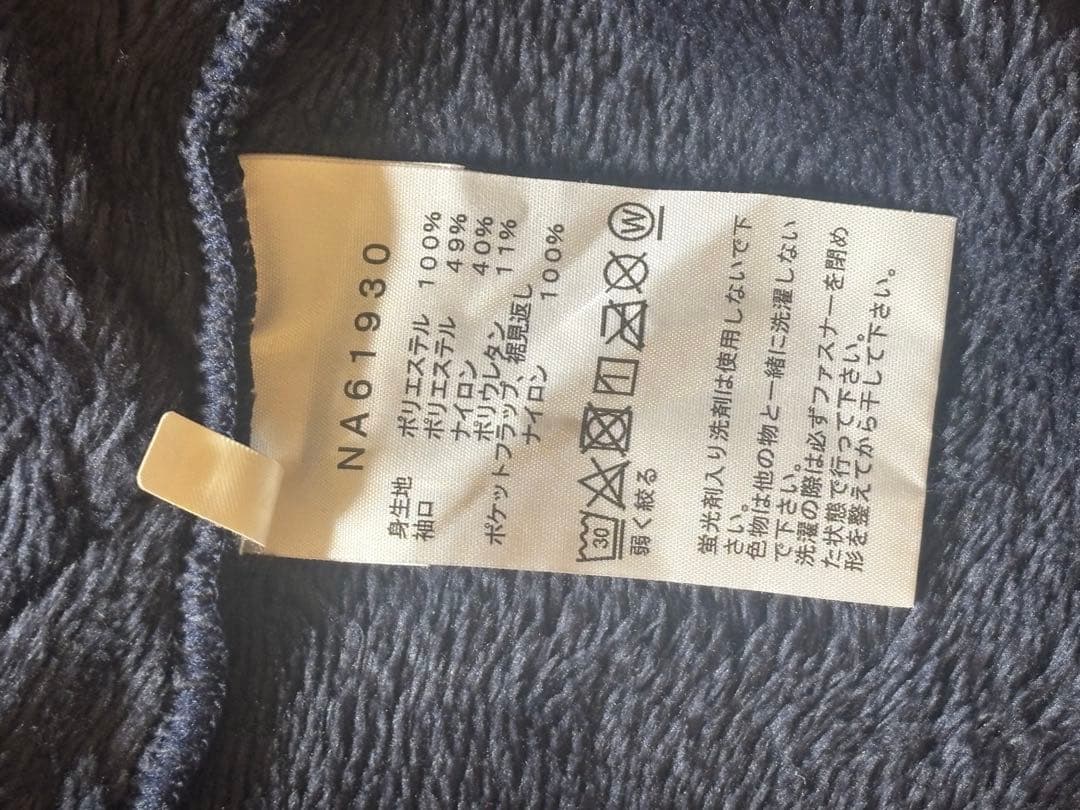 NA61930
身生地 ポリエステル 100%
袖口 ポリエステル 49%
ナイロン 40%
ポリウレタン 11%
ポケットフラップ、裾見返し
ナイロン 100%
30 W
弱く絞る
蛍光剤入り洗剤は使用しないで下
さい。
色物は他の物と一緒に洗濯しない
で下さい。
洗濯の際は必ずファスナーを閉め
た状態で行って下さい。
形を整えてから干して下さい。